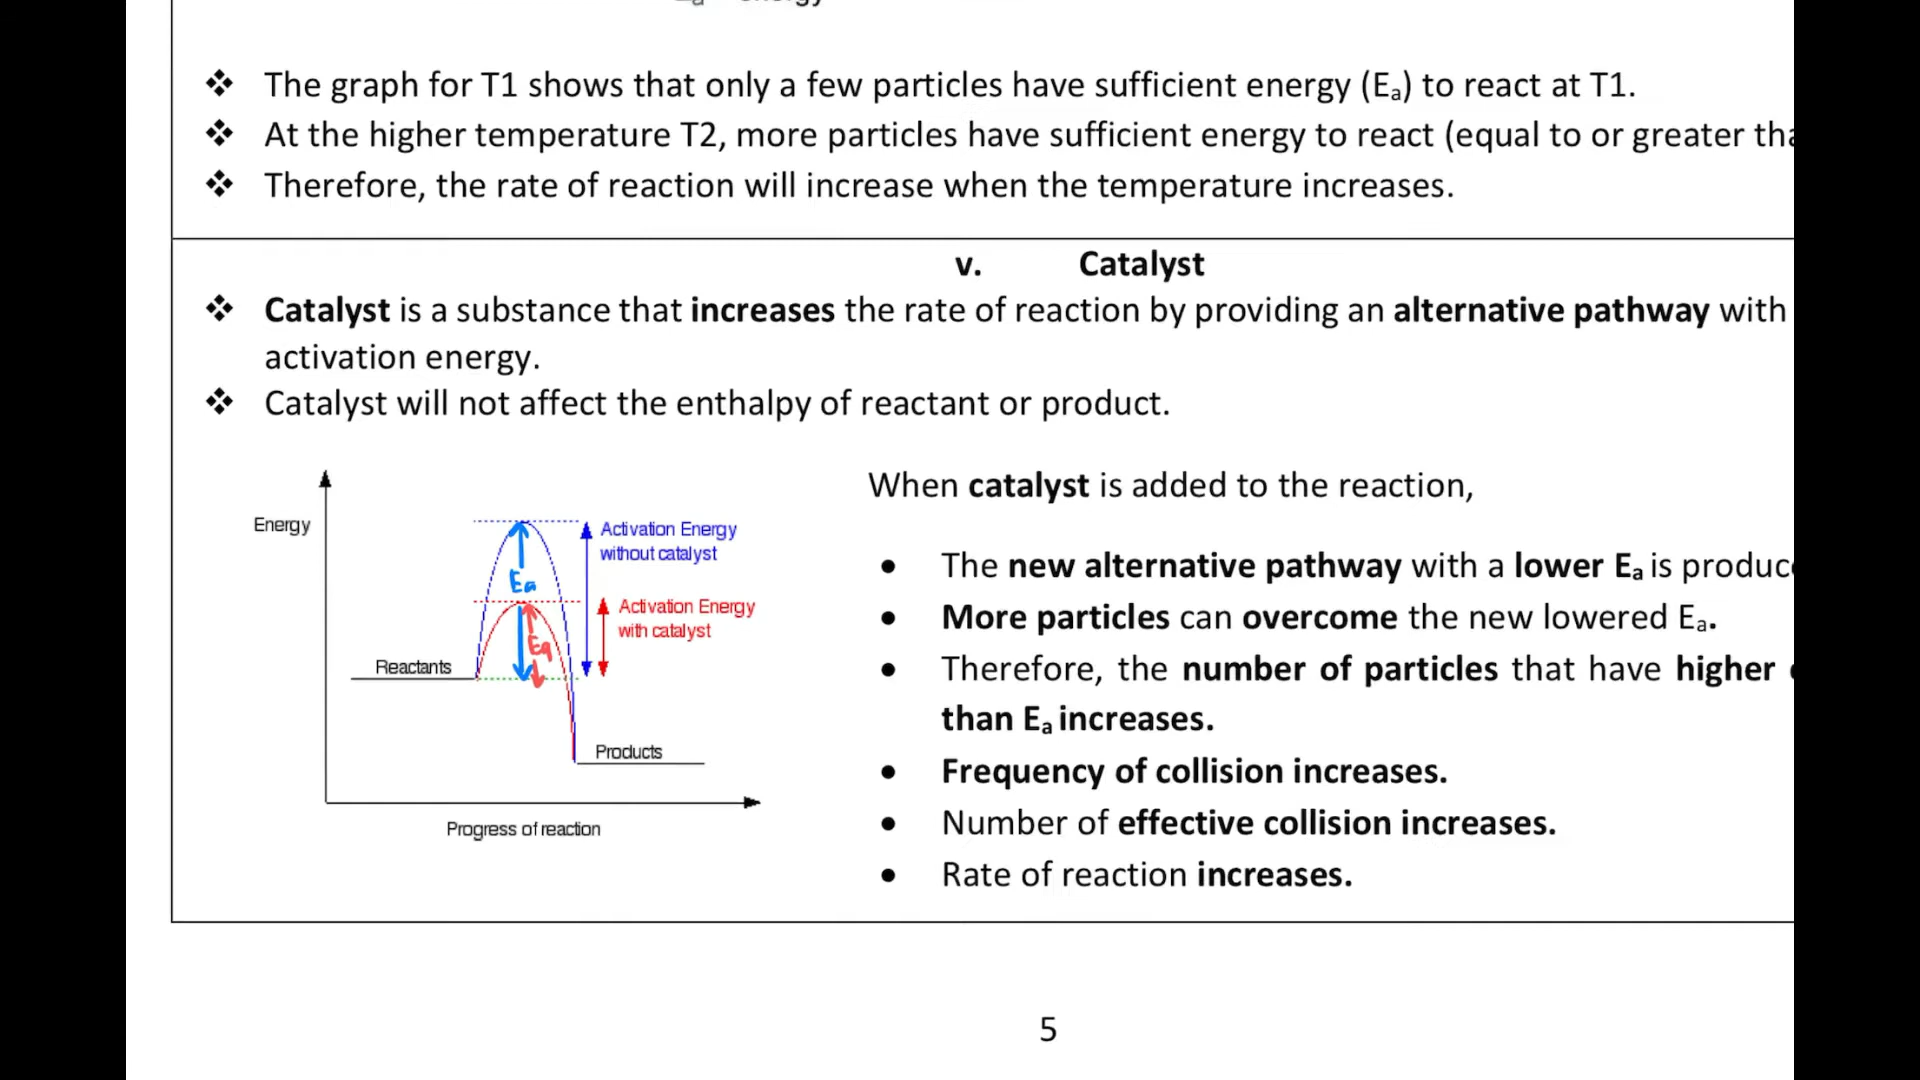 ❖ The graph for T1 shows that only a few particles have sufficient energy (Ea) to react at T1.
❖ At the higher temperature T2, more particles have sufficient energy to react (equal to or greater
❖ Therefore, the rate of reaction will increase when the temperature increases.
v. Catalyst
❖ Catalyst is a substance that increases the rate of reaction by providing an alternative pathway with
activation energy.
❖ Catalyst will not affect the enthalpy of reactant or product.
When catalyst is added to the reaction,
Energy
Activation Energy
without catalyst
Ea
Activation Energy
with catalyst
Ea
Reactants
Products
Progress of reaction
• The new alternative pathway with a lower Ea is
• More particles can overcome the new lowered Ea.
• Therefore, the number of particles that have higher
than Ea increases.
• Frequency of collision increases.
• Number of effective collision increases.
• Rate of reaction increases.
5